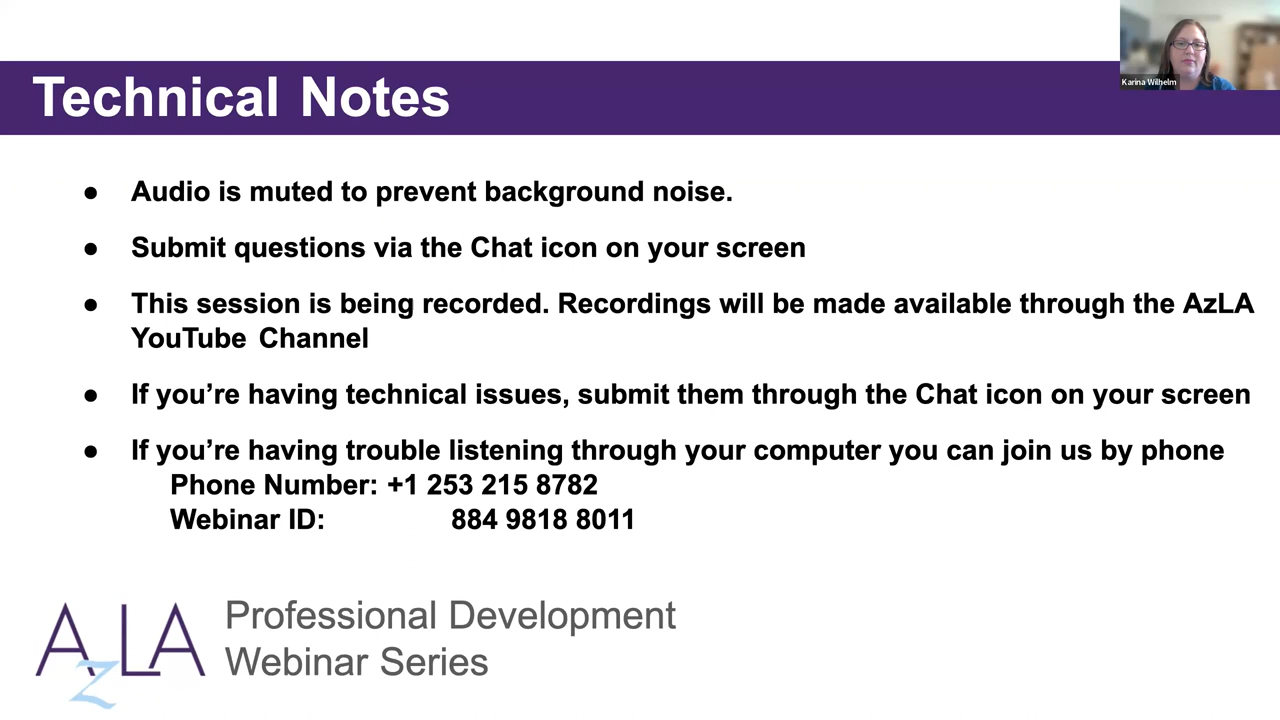 Karina Wilhelm
Technical Notes
● Audio is muted to prevent background noise.
● Submit questions via the Chat icon on your screen
● This session is being recorded. Recordings will be made available through the AzLA
YouTube Channel
● If you’re having technical issues, submit them through the Chat icon on your screen
● If you’re having trouble listening through your computer you can join us by phone
Phone Number: +1 253 215 8782
Webinar ID: 884 9818 8011
AzLA
Professional Development
Webinar Series